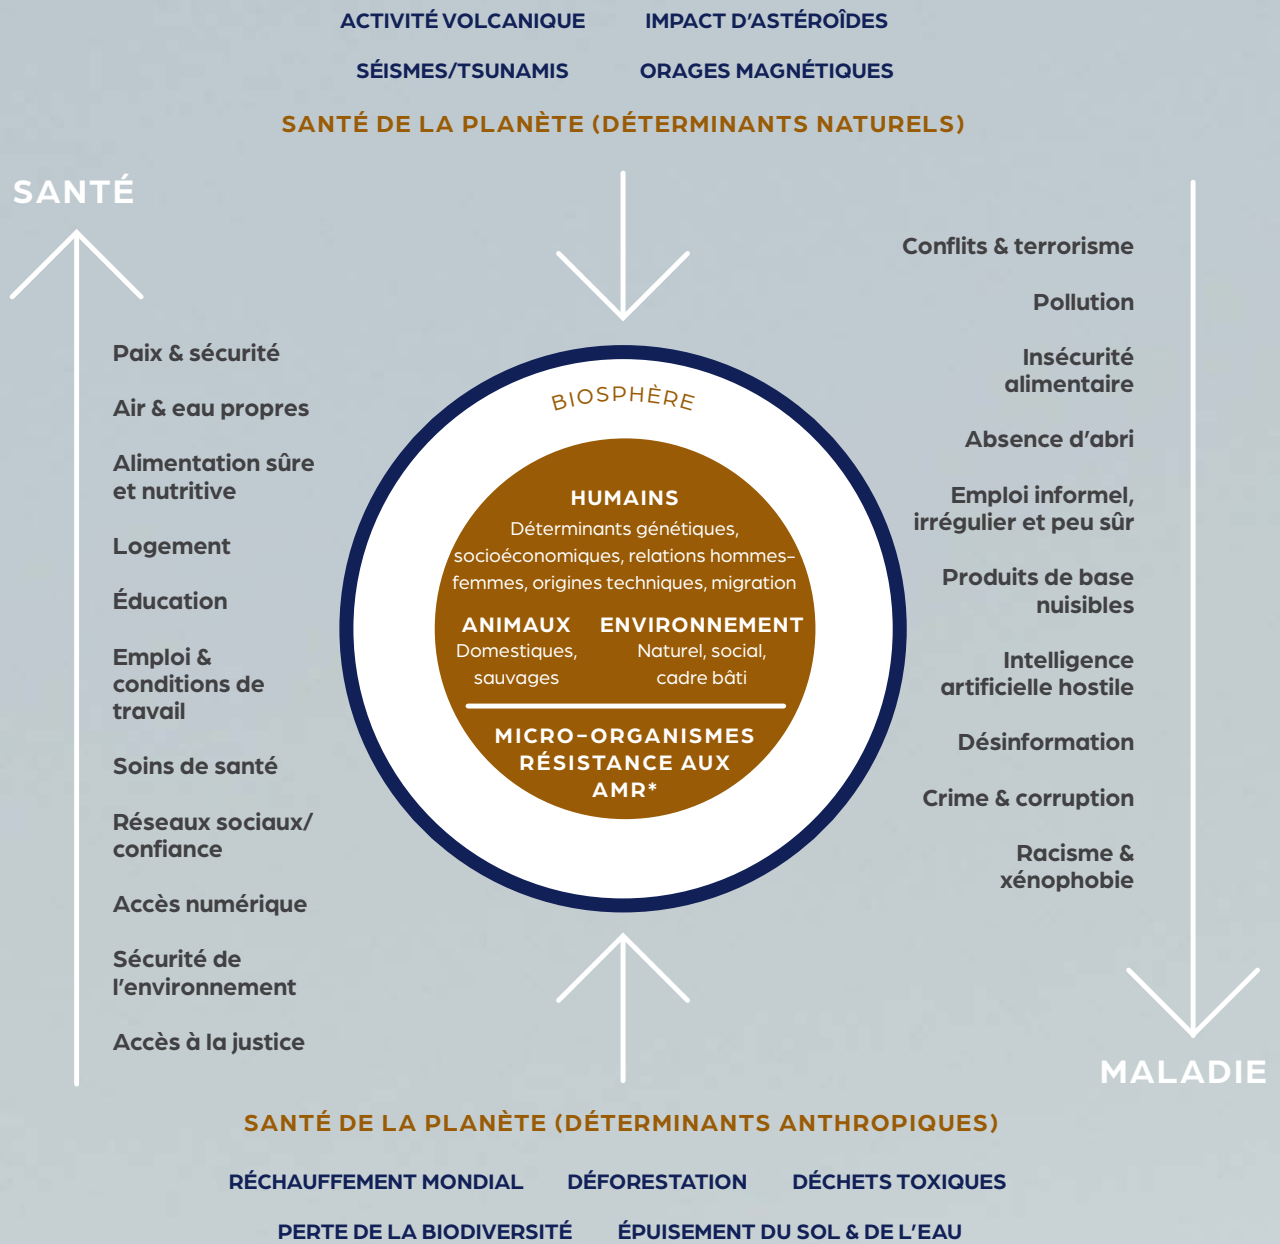 ACTIVITÉ VOLCANIQUE IMPACT D’ASTÉROÎDES
SÉISMES/TSUNAMIS ORAGES MAGNÉTIQUES
SANTÉ DE LA PLANÈTE (DÉTERMINANTS NATURELS)
SANTÉ
Paix & sécurité
Air & eau propres
Alimentation sûre
et nutritive
Logement
Éducation
Emploi &
conditions de
travail
Soins de santé
Réseaux sociaux/
confiance
Accès numérique
Sécurité de
l’environnement
Accès à la justice
BIOSPHÈRE
HUMAINS
Déterminants génétiques,
socioéconomiques, relations hommes-
femmes, origines techniques, migration
ANIMAUX
Domestiques,
sauvages
ENVIRONNEMENT
Naturel, social,
cadre bâti
MICRO-ORGANISMES
RÉSISTANCE AUX
AMR*
Conflits & terrorisme
Pollution
Insécurité
alimentaire
Absence d’abri
Emploi informel,
irrégulier et peu sûr
Produits de base
nuisibles
Intelligence
artificielle hostile
Désinformation
Crime & corruption
Racisme &
xénophobie
MALADIE
SANTÉ DE LA PLANÈTE (DÉTERMINANTS ANTHROPIQUES)
RÉCHAUFFEMENT MONDIAL DÉFORESTATION DÉCHETS TOXIQUES
PERTE DE LA BIODIVERSITÉ ÉPUISEMENT DU SOL & DE L’EAU